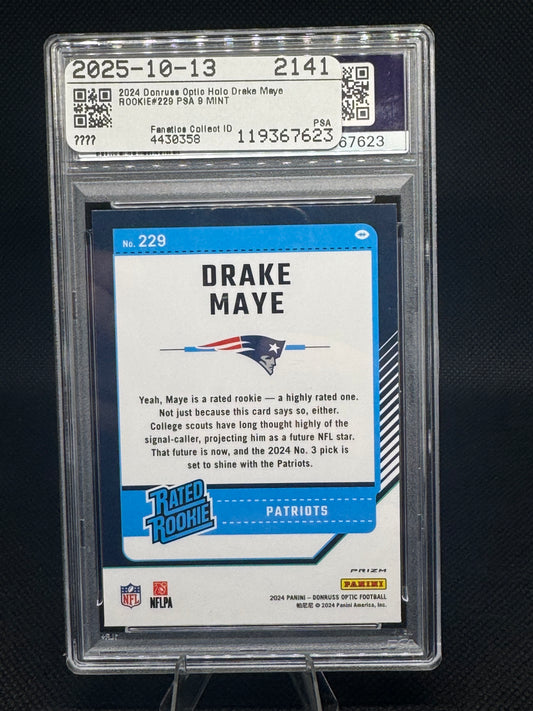 2025-10-13 2141
2024 Donruss Optic Holo Drake Maye
ROOKIE#229 PSA 9 MINT
PSA
Fanatics Collect ID
???? 4430358 119367623
67623
No. 229
DRAKE
MAYE
Yeah, Maye is a rated rookie — a highly rated one.
Not just because this card says so, either.
College scouts have long thought highly of the
signal-caller, projecting him as a future NFL star.
That future is now, and the 2024 No. 3 pick is
set to shine with the Patriots.
RATED
ROOKIE
PATRIOTS
PRIZM
PANINI
NFL NFLPA
2024 PANINI – DONRUSS OPTIC FOOTBALL
帕尼尼 © 2024 Panini America, Inc.